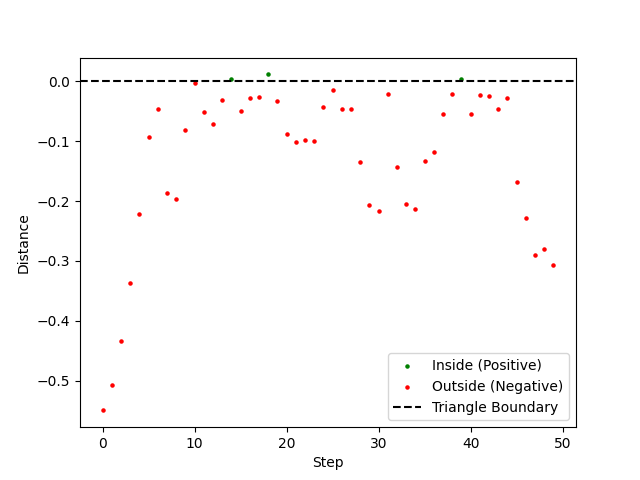 0.0
−0.1
−0.2
−0.3
−0.4
−0.5
Distance
0 10 20 30 40 50
Step
Inside (Positive)
Outside (Negative)
Triangle Boundary